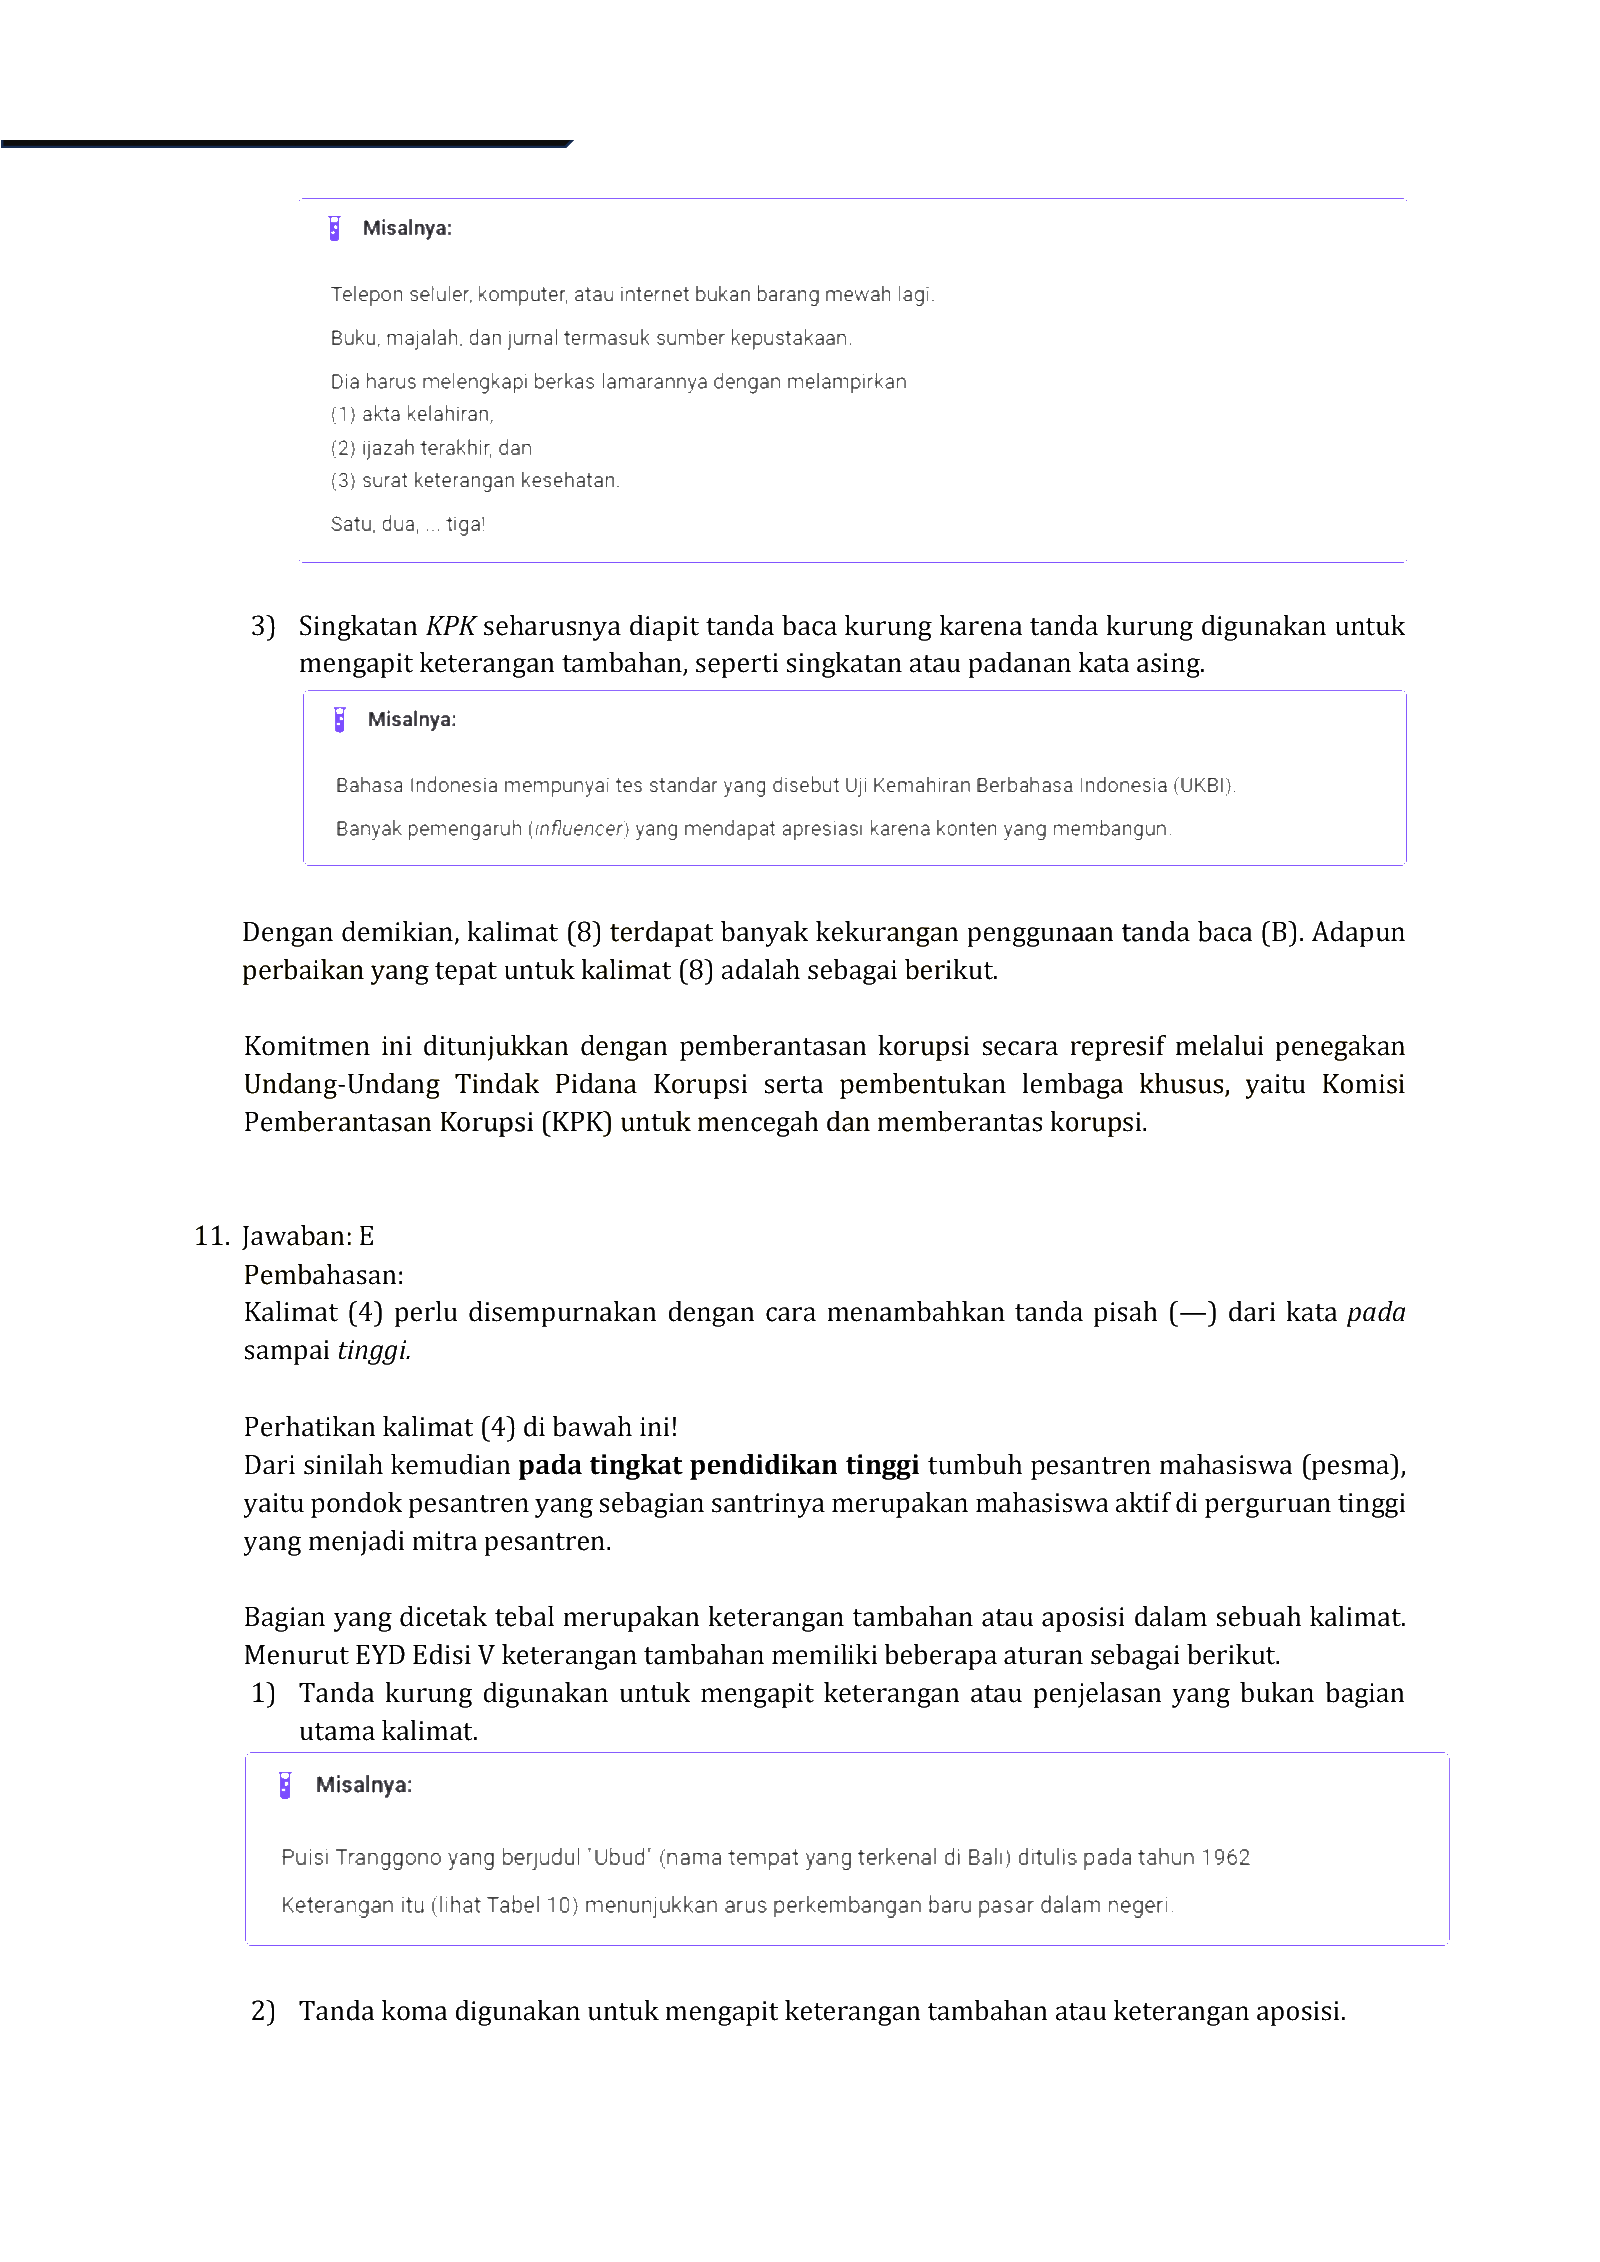 Misalnya:
Telepon seluler, komputer, atau internet bukan barang mewah lagi.
Buku, majalah, dan jurnal termasuk sumber kepustakaan.
Dia harus melengkapi berkas lamarannya dengan melampirkan
(1) akta kelahiran,
(2) ijazah terakhir, dan
(3) surat keterangan kesehatan.
Satu, dua, ... tiga!
3) Singkatan KPK seharusnya diapit tanda baca kurung karena tanda kurung digunakan untuk
mengapit keterangan tambahan, seperti singkatan atau padanan kata asing.
Misalnya:
Bahasa Indonesia mempunyai tes standar yang disebut Uji Kemahiran Berbahasa Indonesia (UKBI).
Banyak pemengaruh (influencer) yang mendapat apresiasi karena konten yang membangun.
Dengan demikian, kalimat (8) terdapat banyak kekurangan penggunaan tanda baca (B). Adapun
perbaikan yang tepat untuk kalimat (8) adalah sebagai berikut.
Komitmen ini ditunjukkan dengan pemberantasan korupsi secara represif melalui penegakan
Undang-Undang Tindak Pidana Korupsi serta pembentukan lembaga khusus, yaitu Komisi
Pemberantasan Korupsi (KPK) untuk mencegah dan memberantas korupsi.
11. Jawaban: E
Pembahasan:
Kalimat (4) perlu disempurnakan dengan cara menambahkan tanda pisah (—) dari kata pada
sampai tinggi.
Perhatikan kalimat (4) di bawah ini!
Dari sinilah kemudian pada tingkat pendidikan tinggi tumbuh pesantren mahasiswa (pesma),
yaitu pondok pesantren yang sebagian santrinya merupakan mahasiswa aktif di perguruan tinggi
yang menjadi mitra pesantren.
Bagian yang dicetak tebal merupakan keterangan tambahan atau aposisi dalam sebuah kalimat.
Menurut EYD Edisi V keterangan tambahan memiliki beberapa aturan sebagai berikut.
1) Tanda kurung digunakan untuk mengapit keterangan atau penjelasan yang bukan bagian
utama kalimat.
Misalnya:
Puisi Tranggono yang berjudul "Ubud" (nama tempat yang terkenal di Bali) ditulis pada tahun 1962
Keterangan itu (lihat Tabel 10) menunjukkan arus perkembangan baru pasar dalam negeri.
2) Tanda koma digunakan untuk mengapit keterangan tambahan atau keterangan aposisi.